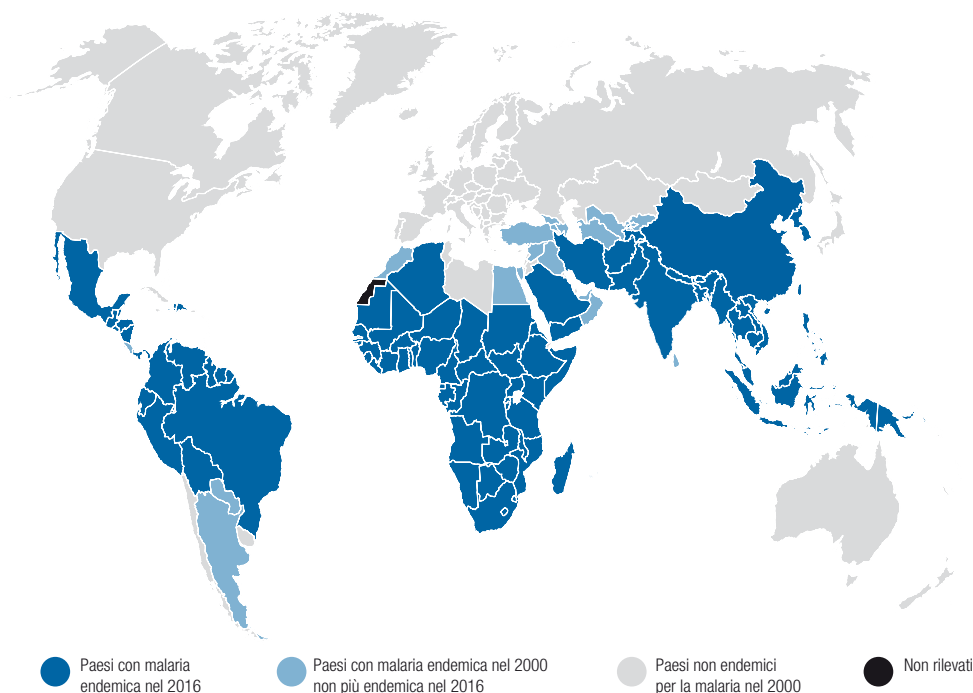 Paesi con malaria
endemica nel 2016
Paesi con malaria endemica nel 2000
non più endemica nel 2016
Paesi non endemici
per la malaria nel 2000
Non rilevati